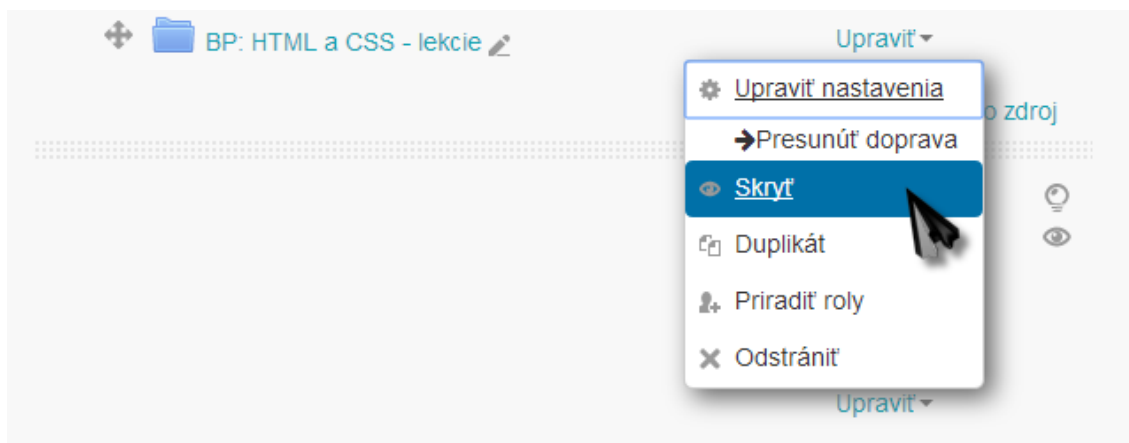 BP: HTML a CSS - lekcie
Upraviť
Upraviť nastavenia
o zdroj
Presunúť doprava
Skryť
Duplikát
Priradiť roly
Odstrániť
Upraviť